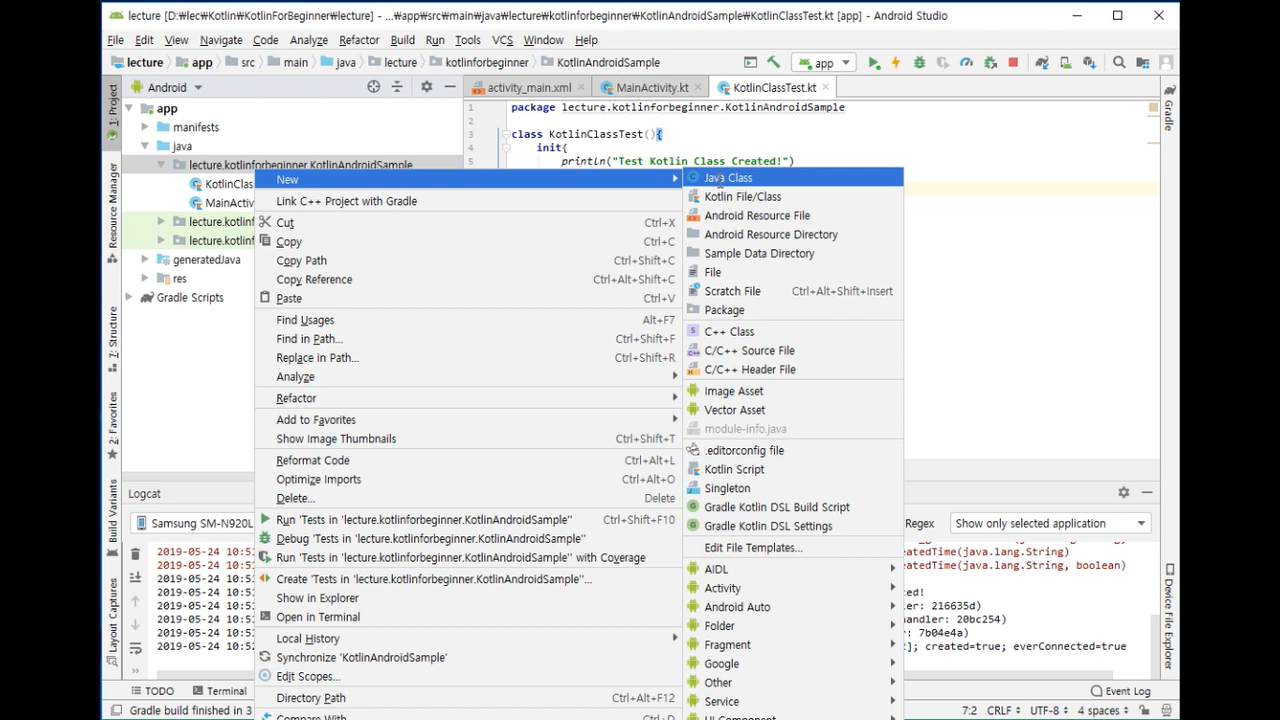 lecture [D:₩lec₩Kotlin₩KotlinForBeginner₩lecture] - ...₩app₩src₩main₩java₩lecture₩kotlinforbeginner₩KotlinAndroidSample₩KotlinClassTest.kt [app] - Android Studio
File Edit View Navigate Code Analyze Refactor Build Run Tools VCS Window Help
lecture app src main java lecture kotlinforbeginner KotlinAndroidSample app
1: Project
Resource Manager
7: Structure
2: Favorites
Build Variants
Layout Captures
Android
app
manifests
java
lecture.kotlinforbeginner.KotlinAndroidSample
KotlinClas
MainActiv
lecture.kotlinf
lecture.kotlinf
generatedJava
res
Gradle Scripts
activity_main.xml MainActivity.kt KotlinClassTest.kt
1 package lecture.kotlinforbeginner.KotlinAndroidSample
2
3 class KotlinClassTest(){
4 init{
5 println("Test Kotlin Class Created!")
New
Link C++ Project with Gradle
Cut Ctrl+X
Copy Ctrl+C
Copy Path Ctrl+Shift+C
Copy Reference Ctrl+Alt+Shift+C
Paste Ctrl+V
Find Usages Alt+F7
Find in Path... Ctrl+Shift+F
Replace in Path... Ctrl+Shift+R
Analyze
Refactor
Add to Favorites
Show Image Thumbnails Ctrl+Shift+T
Reformat Code Ctrl+Alt+L
Optimize Imports Ctrl+Alt+O
Delete... Delete
Run 'Tests in 'lecture.kotlinforbeginner.KotlinAndroidSample'' Ctrl+Shift+F10
Debug 'Tests in 'lecture.kotlinforbeginner.KotlinAndroidSample''
Run 'Tests in 'lecture.kotlinforbeginner.KotlinAndroidSample'' with Coverage
Create 'Tests in 'lecture.kotlinforbeginner.KotlinAndroidSample''...
Show in Explorer
Open in Terminal
Local History
Synchronize 'KotlinAndroidSample'
Edit Scopes...
Directory Path Ctrl+Alt+F12
Compare With... Ctrl+D
Java Class
Kotlin File/Class
Android Resource File
Android Resource Directory
Sample Data Directory
File
Scratch File Ctrl+Alt+Shift+Insert
Package
C++ Class
C/C++ Source File
C/C++ Header File
Image Asset
Vector Asset
module-info.java
.editorconfig file
Kotlin Script
Singleton
Gradle Kotlin DSL Build Script
Gradle Kotlin DSL Settings
Edit File Templates...
AIDL
Activity
Android Auto
Folder
Fragment
Google
Other
Service
UI Component
Gradle
Device File Explorer
Logcat
Samsung SM-N920L
Regex Show only selected application
2019-05-24 10:5 eatedTime(java.lang.String)
2019-05-24 10:5 eatedTime(java.lang.String, boolean)
2019-05-24 10:5
2019-05-24 10:5 ed!
2019-05-24 10:5 ler: 216635d)
2019-05-24 10:5 handler: 20bc254)
2019-05-24 10:5 r: 7b04e4a)
2019-05-24 10:5 2]; created=true; everConnected=true
TODO Terminal Event Log
Gradle build finished in 3 7:2 CRLF UTF-8 4 spaces